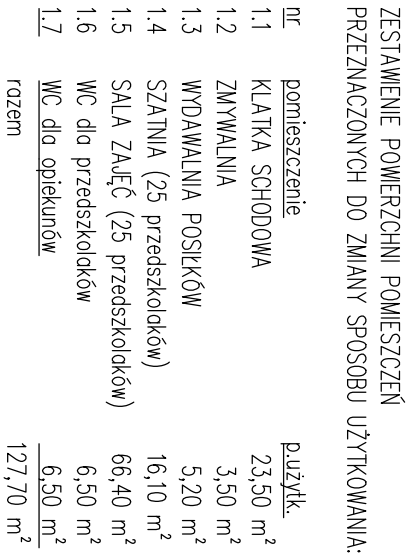 ZESTAWIENIE POWIERZCHNI POMIESZCZEŃ
PRZEZNACZONYCH DO ZMIANY SPOSOBU UŻYTKOWANIA:
nr pomieszczenie p.użytk.
1.1 KLATKA SCHODOWA 23,50 m²
1.2 ZMYWALNIA 3,50 m²
1.3 WYDAWALNIA POSIŁKÓW 5,20 m²
1.4 SZATNIA (25 przedszkolaków) 16,10 m²
1.5 SALA ZAJĘĆ (25 przedszkolaków) 66,40 m²
1.6 WC dla przedszkolaków 6,50 m²
1.7 WC dla opiekunów 6,50 m²
razem 127,70 m²